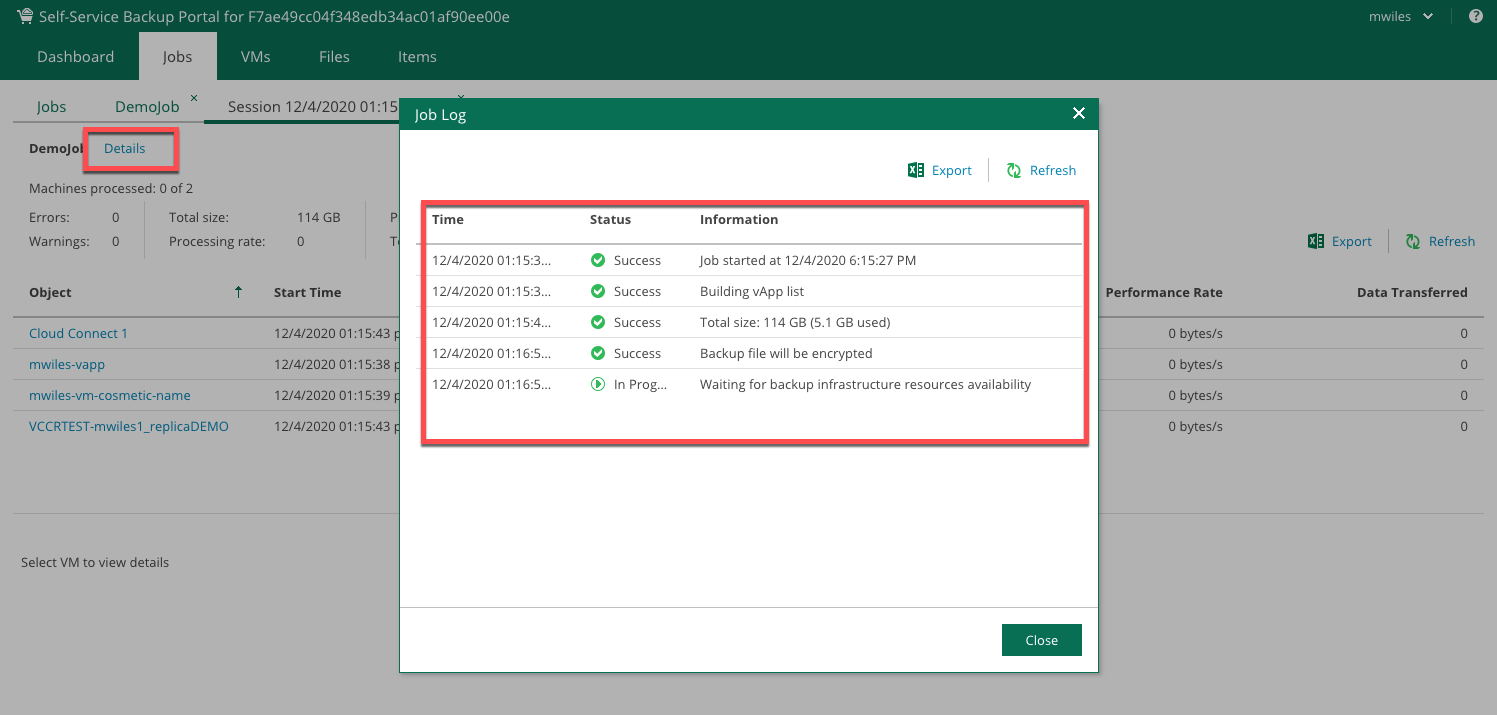 Self-Service Backup Portal for F7ae49cc04f348edb34ac01af90ee00e
mwiles
Dashboard Jobs VMs Files Items
Jobs DemoJob Session 12/4/2020 01:15
Job Log
DemoJob Details
Export Refresh
Machines processed: 0 of 2
Errors: 0 Total size: 114 GB P
Warnings: 0 Processing rate: 0
Export Refresh
Time Status Information
12/4/2020 01:15:3... Success Job started at 12/4/2020 6:15:27 PM
12/4/2020 01:15:3... Success Building vApp list
12/4/2020 01:15:4... Success Total size: 114 GB (5.1 GB used)
12/4/2020 01:16:5... Success Backup file will be encrypted
12/4/2020 01:16:5... In Prog... Waiting for backup infrastructure resources availability
Object Start Time Performance Rate Data Transferred
Cloud Connect 1 12/4/2020 01:15:43 p 0 bytes/s 0
mwiles-vapp 12/4/2020 01:15:38 p 0 bytes/s 0
mwiles-vm-cosmetic-name 12/4/2020 01:15:39 p 0 bytes/s 0
VCCRTEST-mwiles1_replicaDEMO 12/4/2020 01:15:43 p 0 bytes/s 0
Select VM to view details
Close